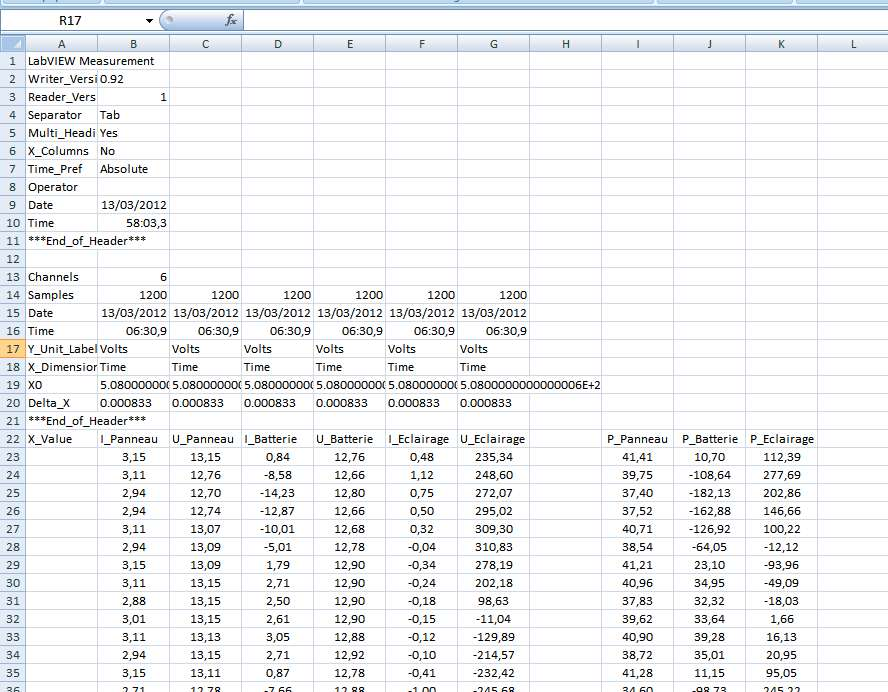 R17 fx
A B C D E F G H I J K L
1 LabVIEW Measurement
2 Writer_Versi 0.92
3 Reader_Vers 1
4 Separator Tab
5 Multi_Headi Yes
6 X_Columns No
7 Time_Pref Absolute
8 Operator
9 Date 13/03/2012
10 Time 58:03,3
11 ***End_of_Header***
12
13 Channels 6
14 Samples 1200 1200 1200 1200 1200 1200
15 Date 13/03/2012 13/03/2012 13/03/2012 13/03/2012 13/03/2012 13/03/2012
16 Time 06:30,9 06:30,9 06:30,9 06:30,9 06:30,9 06:30,9
17 Y_Unit_Label Volts Volts Volts Volts Volts Volts
18 X_Dimension Time Time Time Time Time Time
19 X0 5.080000000 5.080000000 5.080000000 5.080000000 5.080000000 5.0800000000000006E+2
20 Delta_X 0.000833 0.000833 0.000833 0.000833 0.000833 0.000833
21 ***End_of_Header***
22 X_Value I_Panneau U_Panneau I_Batterie U_Batterie I_Eclairage U_Eclairage P_Panneau P_Batterie P_Eclairage
23 3,15 13,15 0,84 12,76 0,48 235,34 41,41 10,70 112,39
24 3,11 12,76 -8,58 12,66 1,12 248,60 39,75 -108,64 277,69
25 2,94 12,70 -14,23 12,80 0,75 272,07 37,40 -182,13 202,86
26 2,94 12,74 -12,87 12,66 0,50 295,02 37,52 -162,88 146,66
27 3,11 13,07 -10,01 12,68 0,32 309,30 40,71 -126,92 100,22
28 2,94 13,09 -5,01 12,78 -0,04 310,83 38,54 -64,05 -12,12
29 3,15 13,09 1,79 12,90 -0,34 278,19 41,21 23,10 -93,96
30 3,11 13,15 2,71 12,90 -0,24 202,18 40,96 34,95 -49,09
31 2,88 13,15 2,50 12,90 -0,18 98,63 37,83 32,32 -18,03
32 3,01 13,15 2,61 12,90 -0,15 -11,04 39,62 33,64 1,66
33 3,11 13,13 3,05 12,88 -0,12 -129,89 40,90 39,28 16,13
34 2,94 13,15 2,71 12,92 -0,10 -214,57 38,72 35,01 20,95
35 3,15 13,11 0,87 12,78 -0,41 -232,42 41,28 11,15 95,05
36 2,71 12,78 -7,66 12,88 -1,00 -245,68 34,60 -98,73 245,22